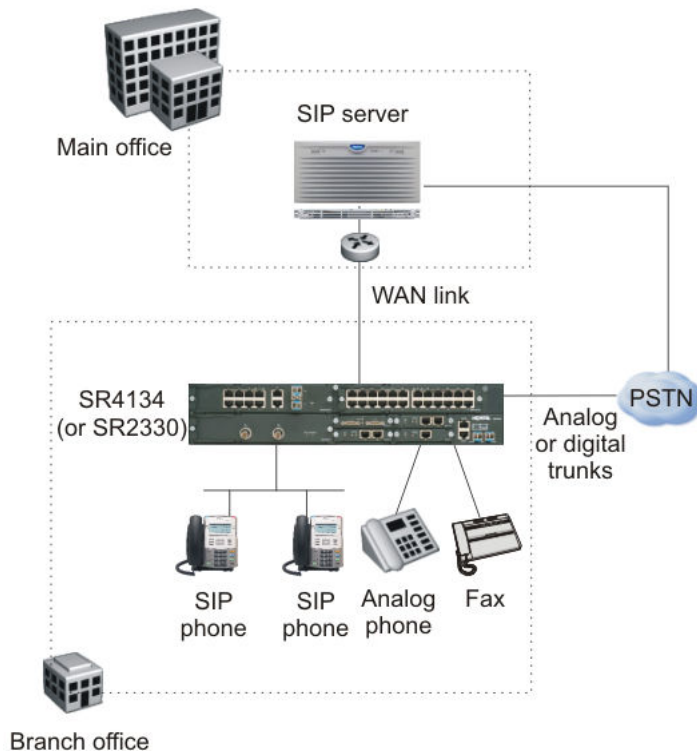 Main office
SIP server
WAN link
SR4134
(or SR2330)
PSTN
Analog
or digital
trunks
SIP
phone
SIP
phone
Analog
phone
Fax
Branch office